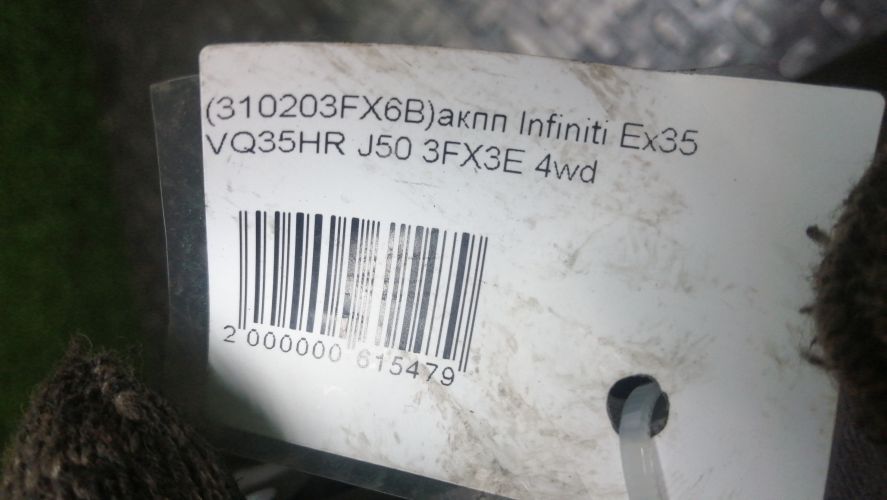 (310203FX6B)акпп Infiniti Ex35
VQ35HR J50 3FX3E 4wd
2 000000 615479